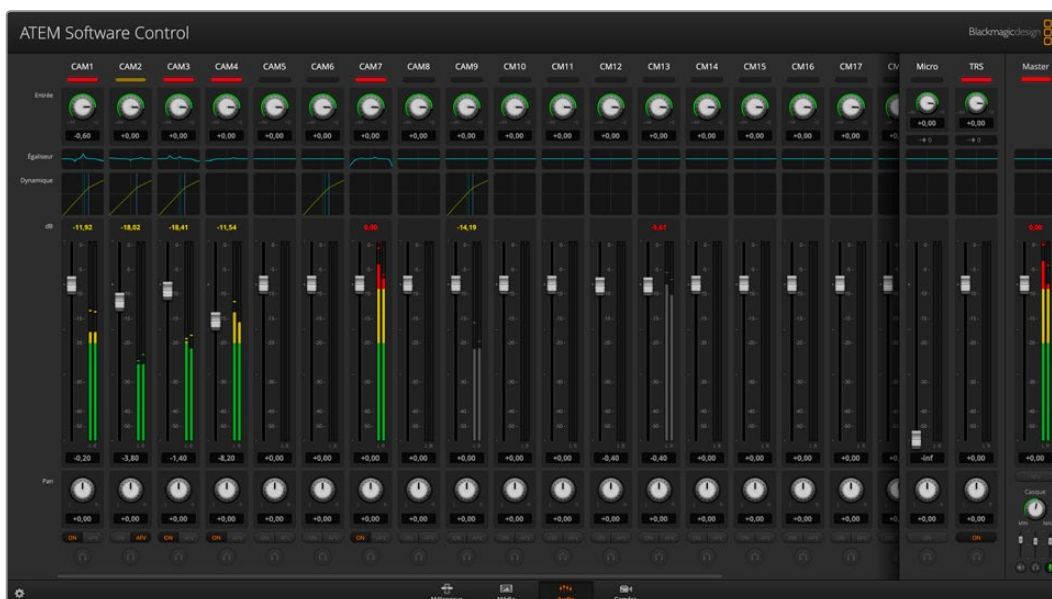 ATEM Software Control
Blackmagicdesign
CAM1 CAM2 CAM3 CAM4 CAM5 CAM6 CAM7 CAM8 CAM9 CM10 CM11 CM12 CM13 CM14 CM15 CM16 CM17 Micro TRS Master
Entrée
-0,60 +0,00 +0,00 +0,00 +0,00 +0,00 +0,00 +0,00 +0,00 +0,00 +0,00 +0,00 +0,00 +0,00 +0,00 +0,00 +0,00 +0, +0,00 +0,00
Égaliseur
Dynamique
dB -11,92 -18,02 -18,41 -11,54 0,00 -14,19 0,00
-0,20 -3,80 -1,40 -8,20 +0,00 +0,00 +0,00 +0,00 +0,00 +0,00 +0,00 -0,40 -0,40 +0,00 +0,00 +0,00 +0,00 +0, -inf +0,00 +0,00
Pan
Casque
+0,00 +0,00 +0,00 +0,00 +0,00 +0,00 +0,00 +0,00 +0,00 +0,00 +0,00 +0,00 +0,00 +0,00 +0,00 +0,00 +0,00 +0, +0,00 +0,00
ON AFV ON ON ON ON
Audio